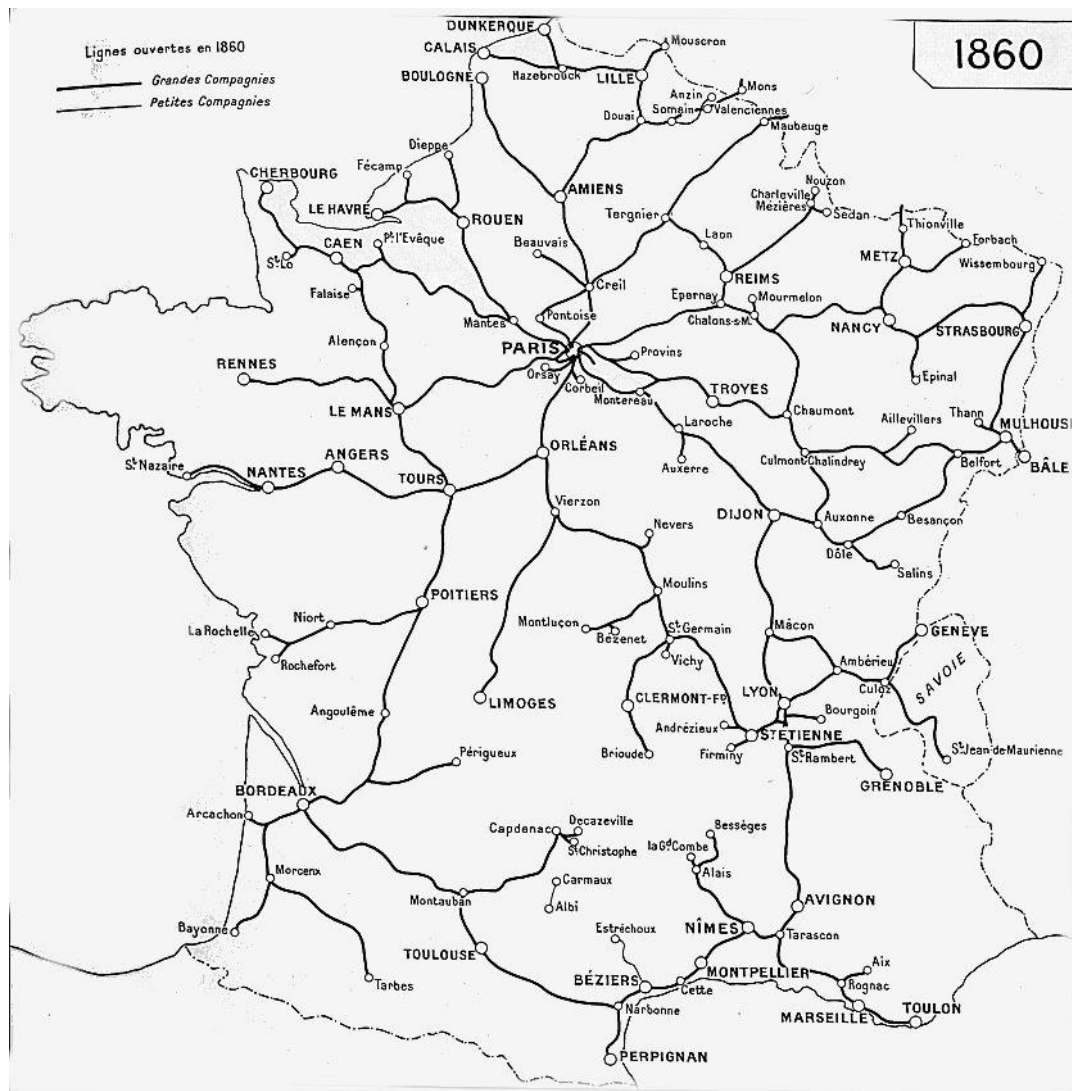 1860
Lignes ouvertes en 1860
Grandes Compagnies
Petites Compagnies
DUNKERQUE
CALAIS
Mouscron
BOULOGNE
Hazebrouck
LILLE
Anzin
Mons
Douai
Somain
Valenciennes
Maubeuge
Dieppe
Fécamp
CHERBOURG
AMIENS
Nouzon
Charleville
Mézières
Sedan
LE HAVRE
ROUEN
Tergnier
Thionville
CAEN
Pt l'Evêque
Beauvais
Laon
Forbach
St Lo
METZ
Wissembourg
Creil
REIMS
Falaise
Epernay
Mourmelon
Mantes
Pontoise
Chalons-s-M.
NANCY
STRASBOURG
Alençon
PARIS
Provins
RENNES
Orsay
Corbeil
Epinal
Montereau
TROYES
LE MANS
Chaumont
Laroche
Aillevillers
Thann
MULHOUSE
ORLÉANS
Auxerre
Culmont Chalindrey
Belfort
BÂLE
St Nazaire
ANGERS
NANTES
TOURS
Vierzon
Nevers
DIJON
Auxonne
Besançon
Dôle
Salins
Moulins
POITIERS
Niort
La Rochelle
Montluçon
Bézenet
St Germain
Mâcon
GENÈVE
Rochefort
Vichy
Ambérieu
SAVOIE
LIMOGES
CLERMONT-Fd
LYON
Culoz
Angoulême
Andrézieux
Bourgoin
ST ETIENNE
Périgueux
Brioude
Firminy
St Rambert
St Jean-de-Maurienne
BORDEAUX
GRENOBLE
Arcachon
Capdenac
Decazeville
Bességes
St Christophe
la Gd Combe
Morcenx
Carmaux
Alais
Montauban
Albi
AVIGNON
Bayonne
Estréchoux
NÎMES
Tarascon
TOULOUSE
Aix
BÉZIERS
MONTPELLIER
Rognac
Tarbes
Cette
Narbonne
MARSEILLE
TOULON
PERPIGNAN